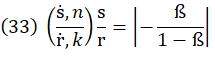 (33) (ṡ,n / ṙ,k) s/r = |− ß / 1 − ß|